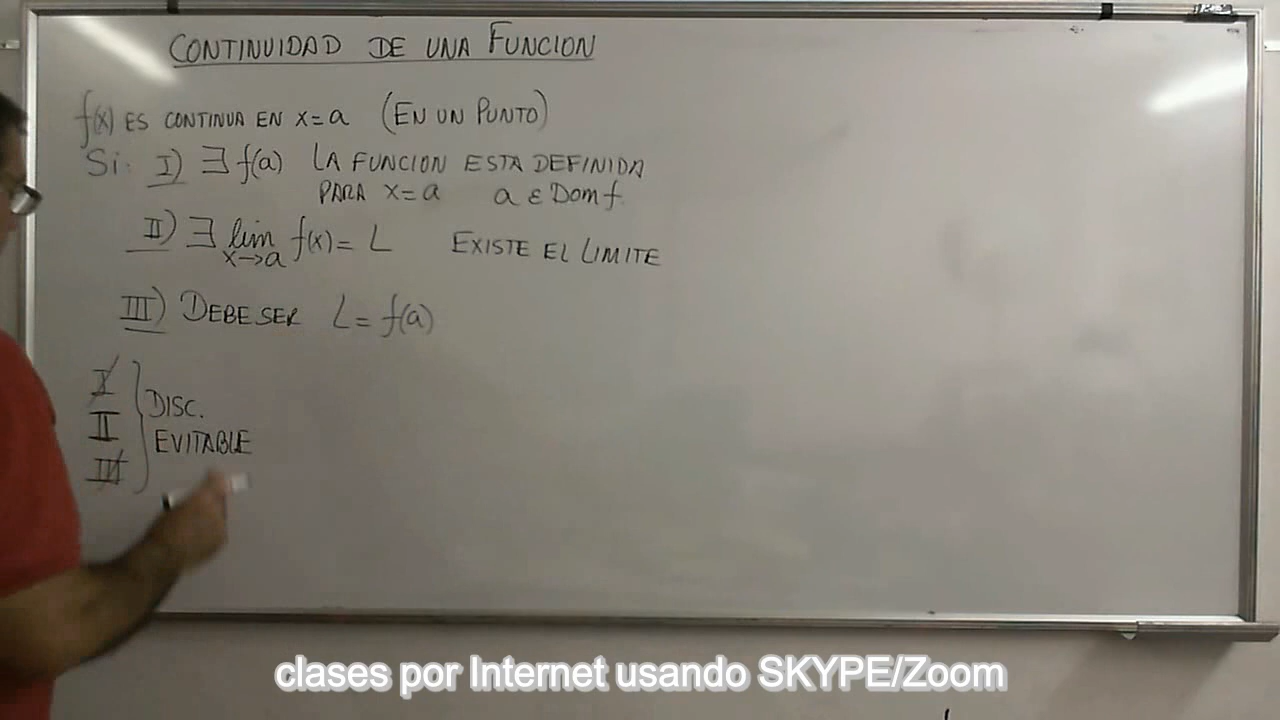 CONTINUIDAD DE UNA FUNCION
f(x) ES CONTINUA EN x=a (EN UN PUNTO)
Si: I) ∃ f(a) LA FUNCION ESTA DEFINIDA
PARA x=a a ε Dom f.
II) ∃ lim f(x)= L EXISTE EL LIMITE
x→a
III) DEBE SER L= f(a)
I
II
III
DISC.
EVITABLE
clases por Internet usando SKYPE/Zoom